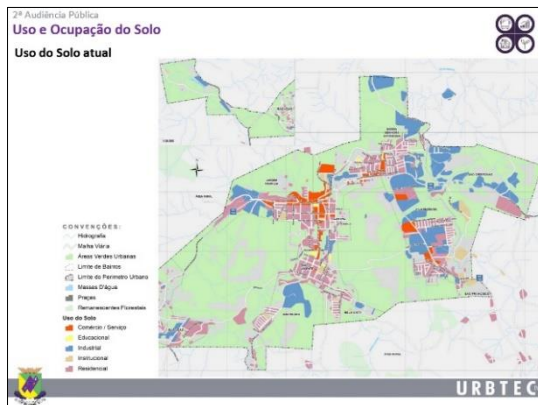 2ª Audiência Pública
Uso e Ocupação do Solo
Uso do Solo atual
CONVENÇÕES:
Hidrografia
Malha Viária
Áreas Verdes Urbanas
Limite de Bairros
Limite do Perímetro Urbano
Massas D'água
Praças
Remanescentes Florestais
Uso do Solo
Comércio / Serviço
Educacional
Industrial
Institucional
Residencial
URBTEC